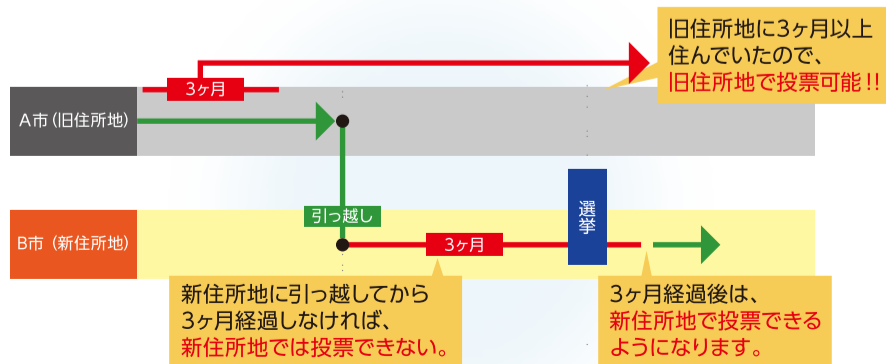 旧住所地に3ヶ月以上
住んでいたので、
旧住所地で投票可能!!
3ヶ月
A市(旧住所地)
引っ越し
選挙
B市 (新住所地)
3ヶ月
新住所地に引っ越してから
3ヶ月経過しなければ、
新住所地では投票できない。
3ヶ月経過後は、
新住所地で投票できる
ようになります。